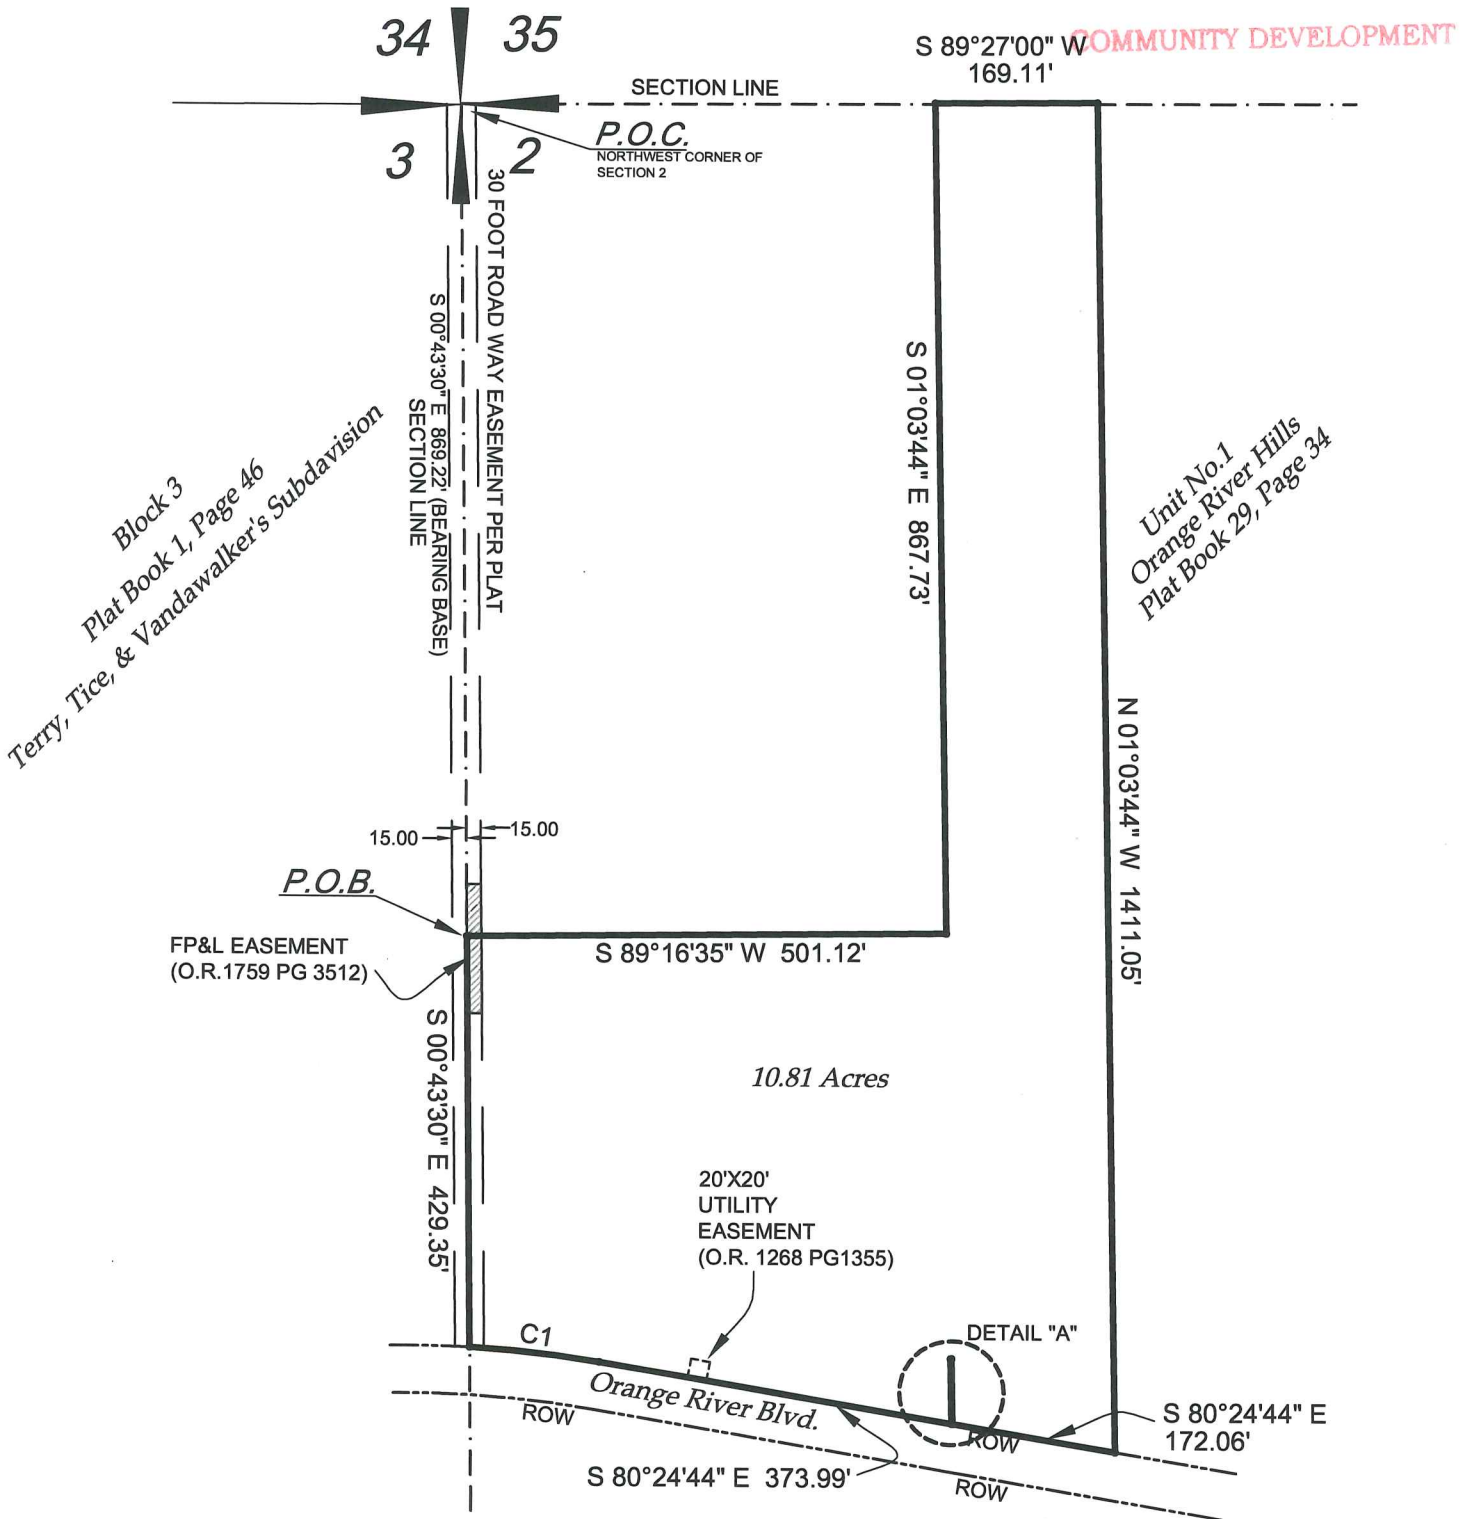 34
35
S 89°27'00" W
169.11'
COMMUNITY DEVELOPMENT
SECTION LINE
P.O.C.
NORTHWEST CORNER OF
SECTION 2
3
2
30 FOOT ROAD WAY EASEMENT PER PLAT
S 00°43'30" E 869.22' (BEARING BASE)
SECTION LINE
Block 3
Plat Book 1, Page 46
Terry, Tice, & Vandawalker's Subdavision
S 01°03'44" E 867.73'
Unit No.1
Orange River Hills
Plat Book 29, Page 34
N 01°03'44" W 1411.05'
15.00
15.00
P.O.B.
FP&L EASEMENT
(O.R.1759 PG 3512)
S 89°16'35" W 501.12'
S 00°43'30" E 429.35'
10.81 Acres
20'X20'
UTILITY
EASEMENT
(O.R. 1268 PG1355)
C1
DETAIL "A"
Orange River Blvd.
ROW
ROW
S 80°24'44" E
172.06'
S 80°24'44" E 373.99'
ROW